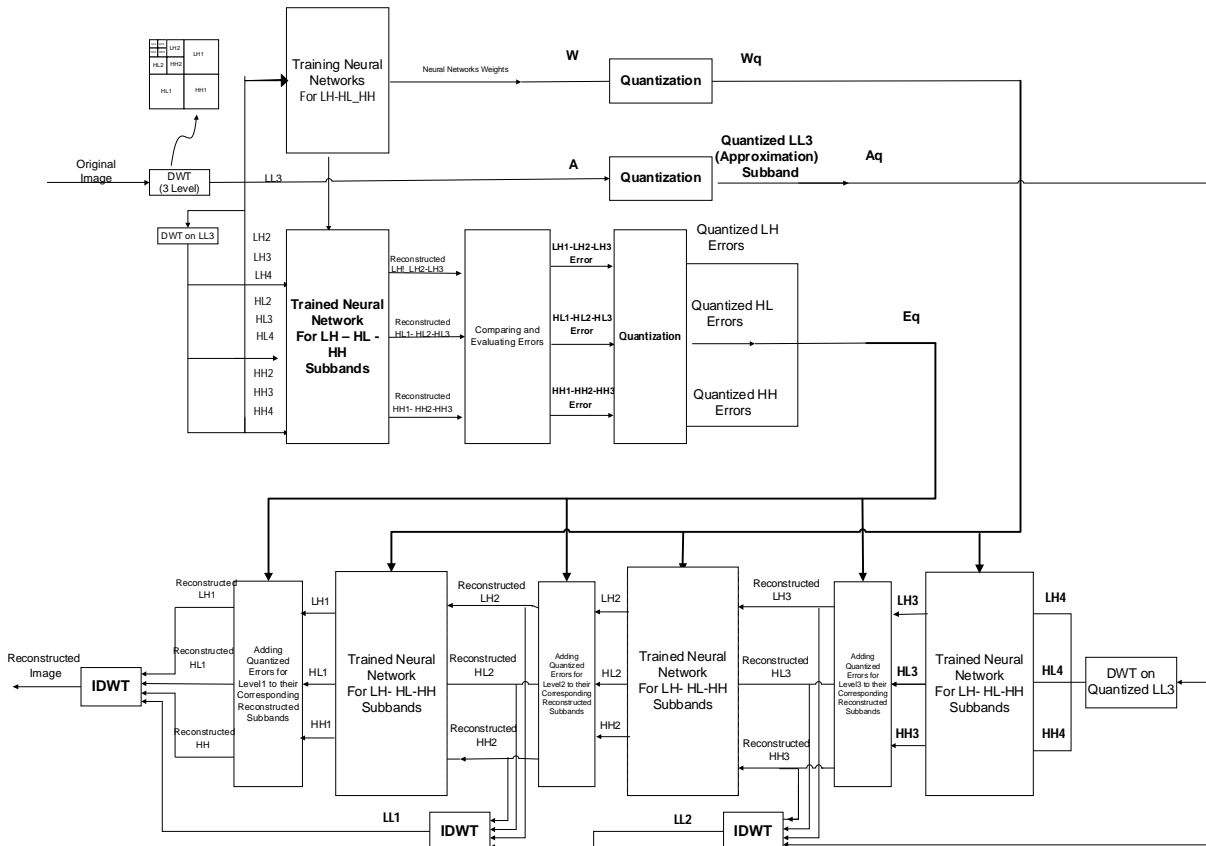 LH2
LH1
HL2
HH2
HL1
HH1
Training Neural
Networks
For LH-HL_HH
Neural Networks Weights
W
Quantization
Wq
Original
Image
DWT
(3 Level)
LL3
A
Quantization
Quantized LL3
(Approximation)
Subband
Aq
DWT on LL3
LH2
LH3
LH4
HL2
HL3
HL4
HH2
HH3
HH4
Trained Neural
Network
For LH – HL -
HH
Subbands
Reconstructed
LH! LH2-LH3
Reconstructed
HL1- HL2-HL3
Reconstructed
HH1- HH2-HH3
Comparing and
Evaluating Errors
LH1-LH2-LH3
Error
HL1-HL2-HL3
Error
HH1-HH2-HH3
Error
Quantization
Quantized LH
Errors
Quantized HL
Errors
Quantized HH
Errors
Eq
Reconstructed
Image
IDWT
Reconstructed
LH1
Reconstructed
HL1
Reconstructed
HH
Adding
Quantized
Errors for
Level1 to their
Corresponding
Reconstructed
Subbands
LH1
HL1
HH1
Trained Neural
Network
For LH- HL-HH
Subbands
Reconstructed
LH2
Reconstructed
HL2
Reconstructed
HH2
Adding
Quantized
Errors for
Level2 to their
Corresponding
Reconstructed
Subbands
LH2
HL2
HH2
Trained Neural
Network
For LH- HL-HH
Subbands
Reconstructed
LH3
Reconstructed
HL3
Reconstructed
HH3
Adding
Quantized
Errors for
Level3 to their
Corresponding
Reconstructed
Subbands
LH3
HL3
HH3
Trained Neural
Network
For LH- HL-HH
Subbands
LH4
HL4
HH4
DWT on
Quantized LL3
LL1
IDWT
LL2
IDWT